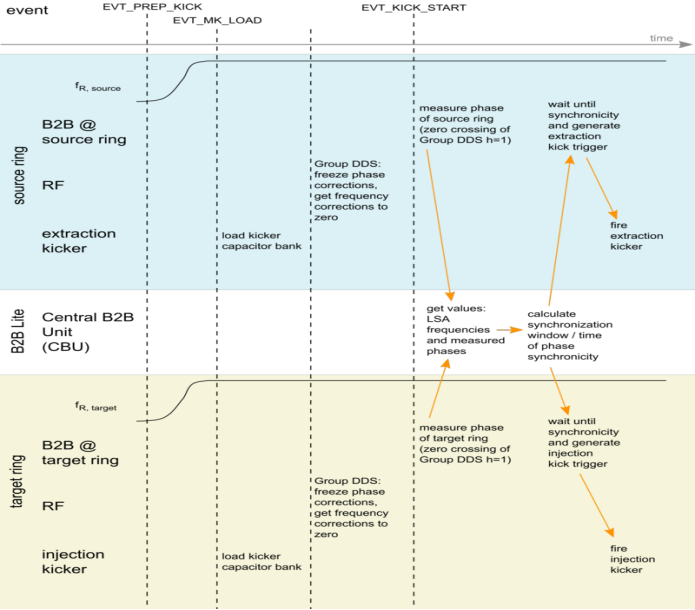 event
EVT_PREP_KICK
EVT_MK_LOAD
EVT_KICK_START
time
source ring
fR, source
B2B @
source ring
measure phase
of source ring
(zero crossing of
Group DDS h=1)
wait until
synchronicity
and generate
extraction
kick trigger
RF
Group DDS:
freeze phase
corrections,
get frequency
corrections to
zero
extraction
kicker
load kicker
capacitor bank
fire
extraction
kicker
B2B Lite
Central B2B
Unit
(CBU)
get values:
LSA
frequencies
and measured
phases
calculate
synchronization
window / time
of phase
synchronicity
target ring
fR, target
B2B @
target ring
measure phase
of target ring
(zero crossing of
Group DDS h=1)
wait until
synchronicity
and generate
injection
kick trigger
RF
Group DDS:
freeze phase
corrections,
get frequency
corrections to
zero
injection
kicker
load kicker
capacitor bank
fire
injection
kicker